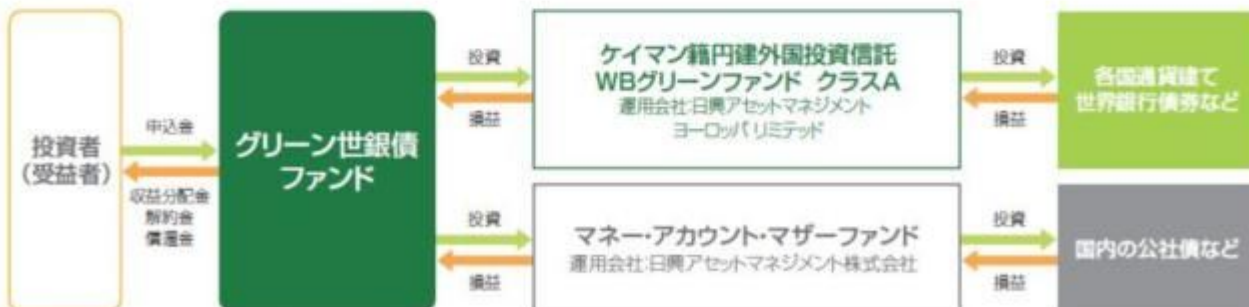 投資者
(受益者)
申込金
収益分配金
解約金
償還金
グリーン世銀債
ファンド
投資
損益
ケイマン籍円建外国投資信託
WBグリーンファンド クラスA
運用会社:日興アセットマネジメント
ヨーロッパ リミテッド
投資
損益
各国通貨建て
世界銀行債券など
投資
損益
マネー・アカウント・マザーファンド
運用会社:日興アセットマネジメント株式会社
投資
損益
国内の公社債など